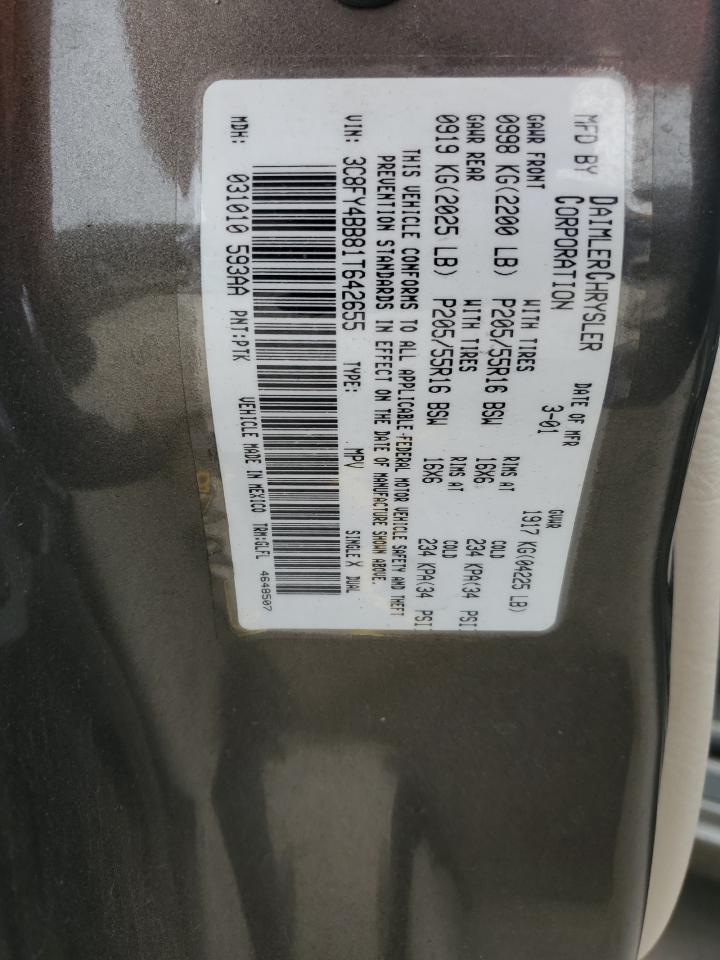 MFD BY DAIMLERCHRYSLER
CORPORATION
DATE OF MFR
3-01
GVWR
1917 KG(04225 LB)
GAWR FRONT WITH TIRES RIMS AT COLD
0998 KG(2200 LB) P205/55R16 BSW 16X6 234 KPA(34 PSI
GAWR REAR WITH TIRES RIMS AT COLD
0919 KG(2025 LB) P205/55R16 BSW 16X6 234 KPA(34 PSI
THIS VEHICLE CONFORMS TO ALL APPLICABLE FEDERAL MOTOR VEHICLE SAFETY AND THEFT
PREVENTION STANDARDS IN EFFECT ON THE DATE OF MANUFACTURE SHOWN ABOVE.
VIN: 3C8FY4BB81T642655 TYPE: MPV SINGLE X DUAL
MDH: 031010 593AA PNT:PTK VEHICLE MADE IN MEXICO TRM:GLFL 4648507